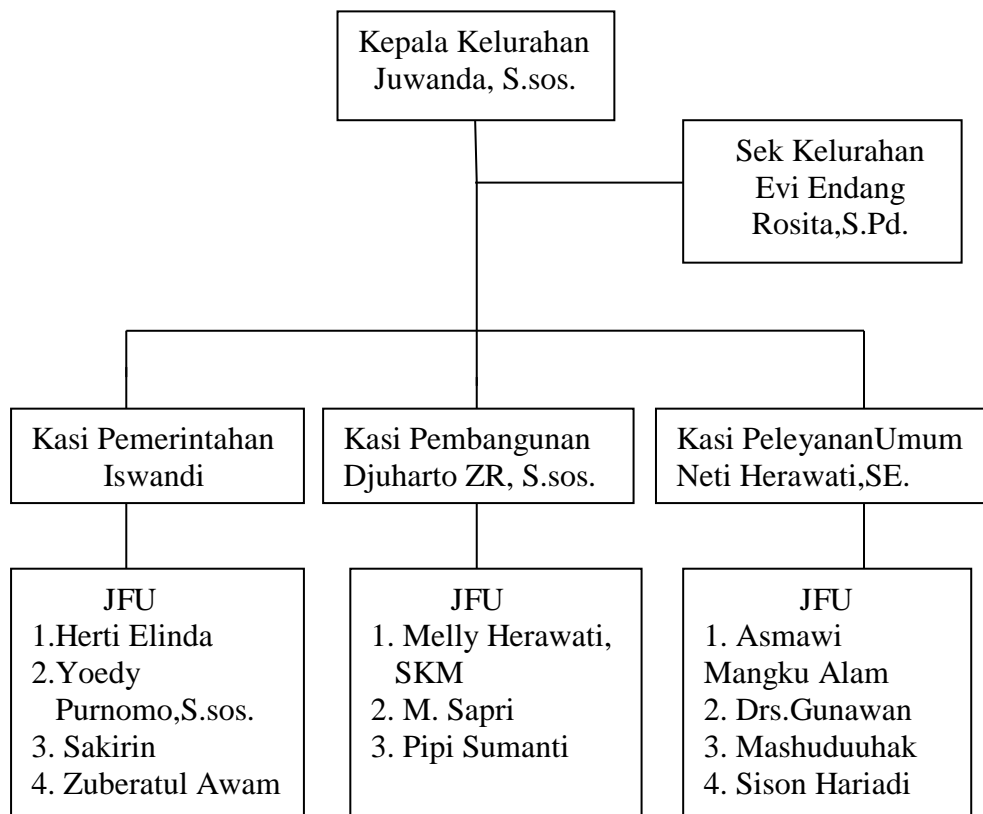 Kepala Kelurahan
Juwanda, S.sos.
Sek Kelurahan
Evi Endang
Rosita,S.Pd.
Kasi Pemerintahan
Iswandi
Kasi Pembangunan
Djuharto ZR, S.sos.
Kasi PeleyananUmum
Neti Herawati,SE.
JFU
1.Herti Elinda
2.Yoedy
Purnomo,S.sos.
3. Sakirin
4. Zuberatul Awam
JFU
1. Melly Herawati,
SKM
2. M. Sapri
3. Pipi Sumanti
JFU
1. Asmawi
Mangku Alam
2. Drs.Gunawan
3. Mashuduuhak
4. Sison Hariadi